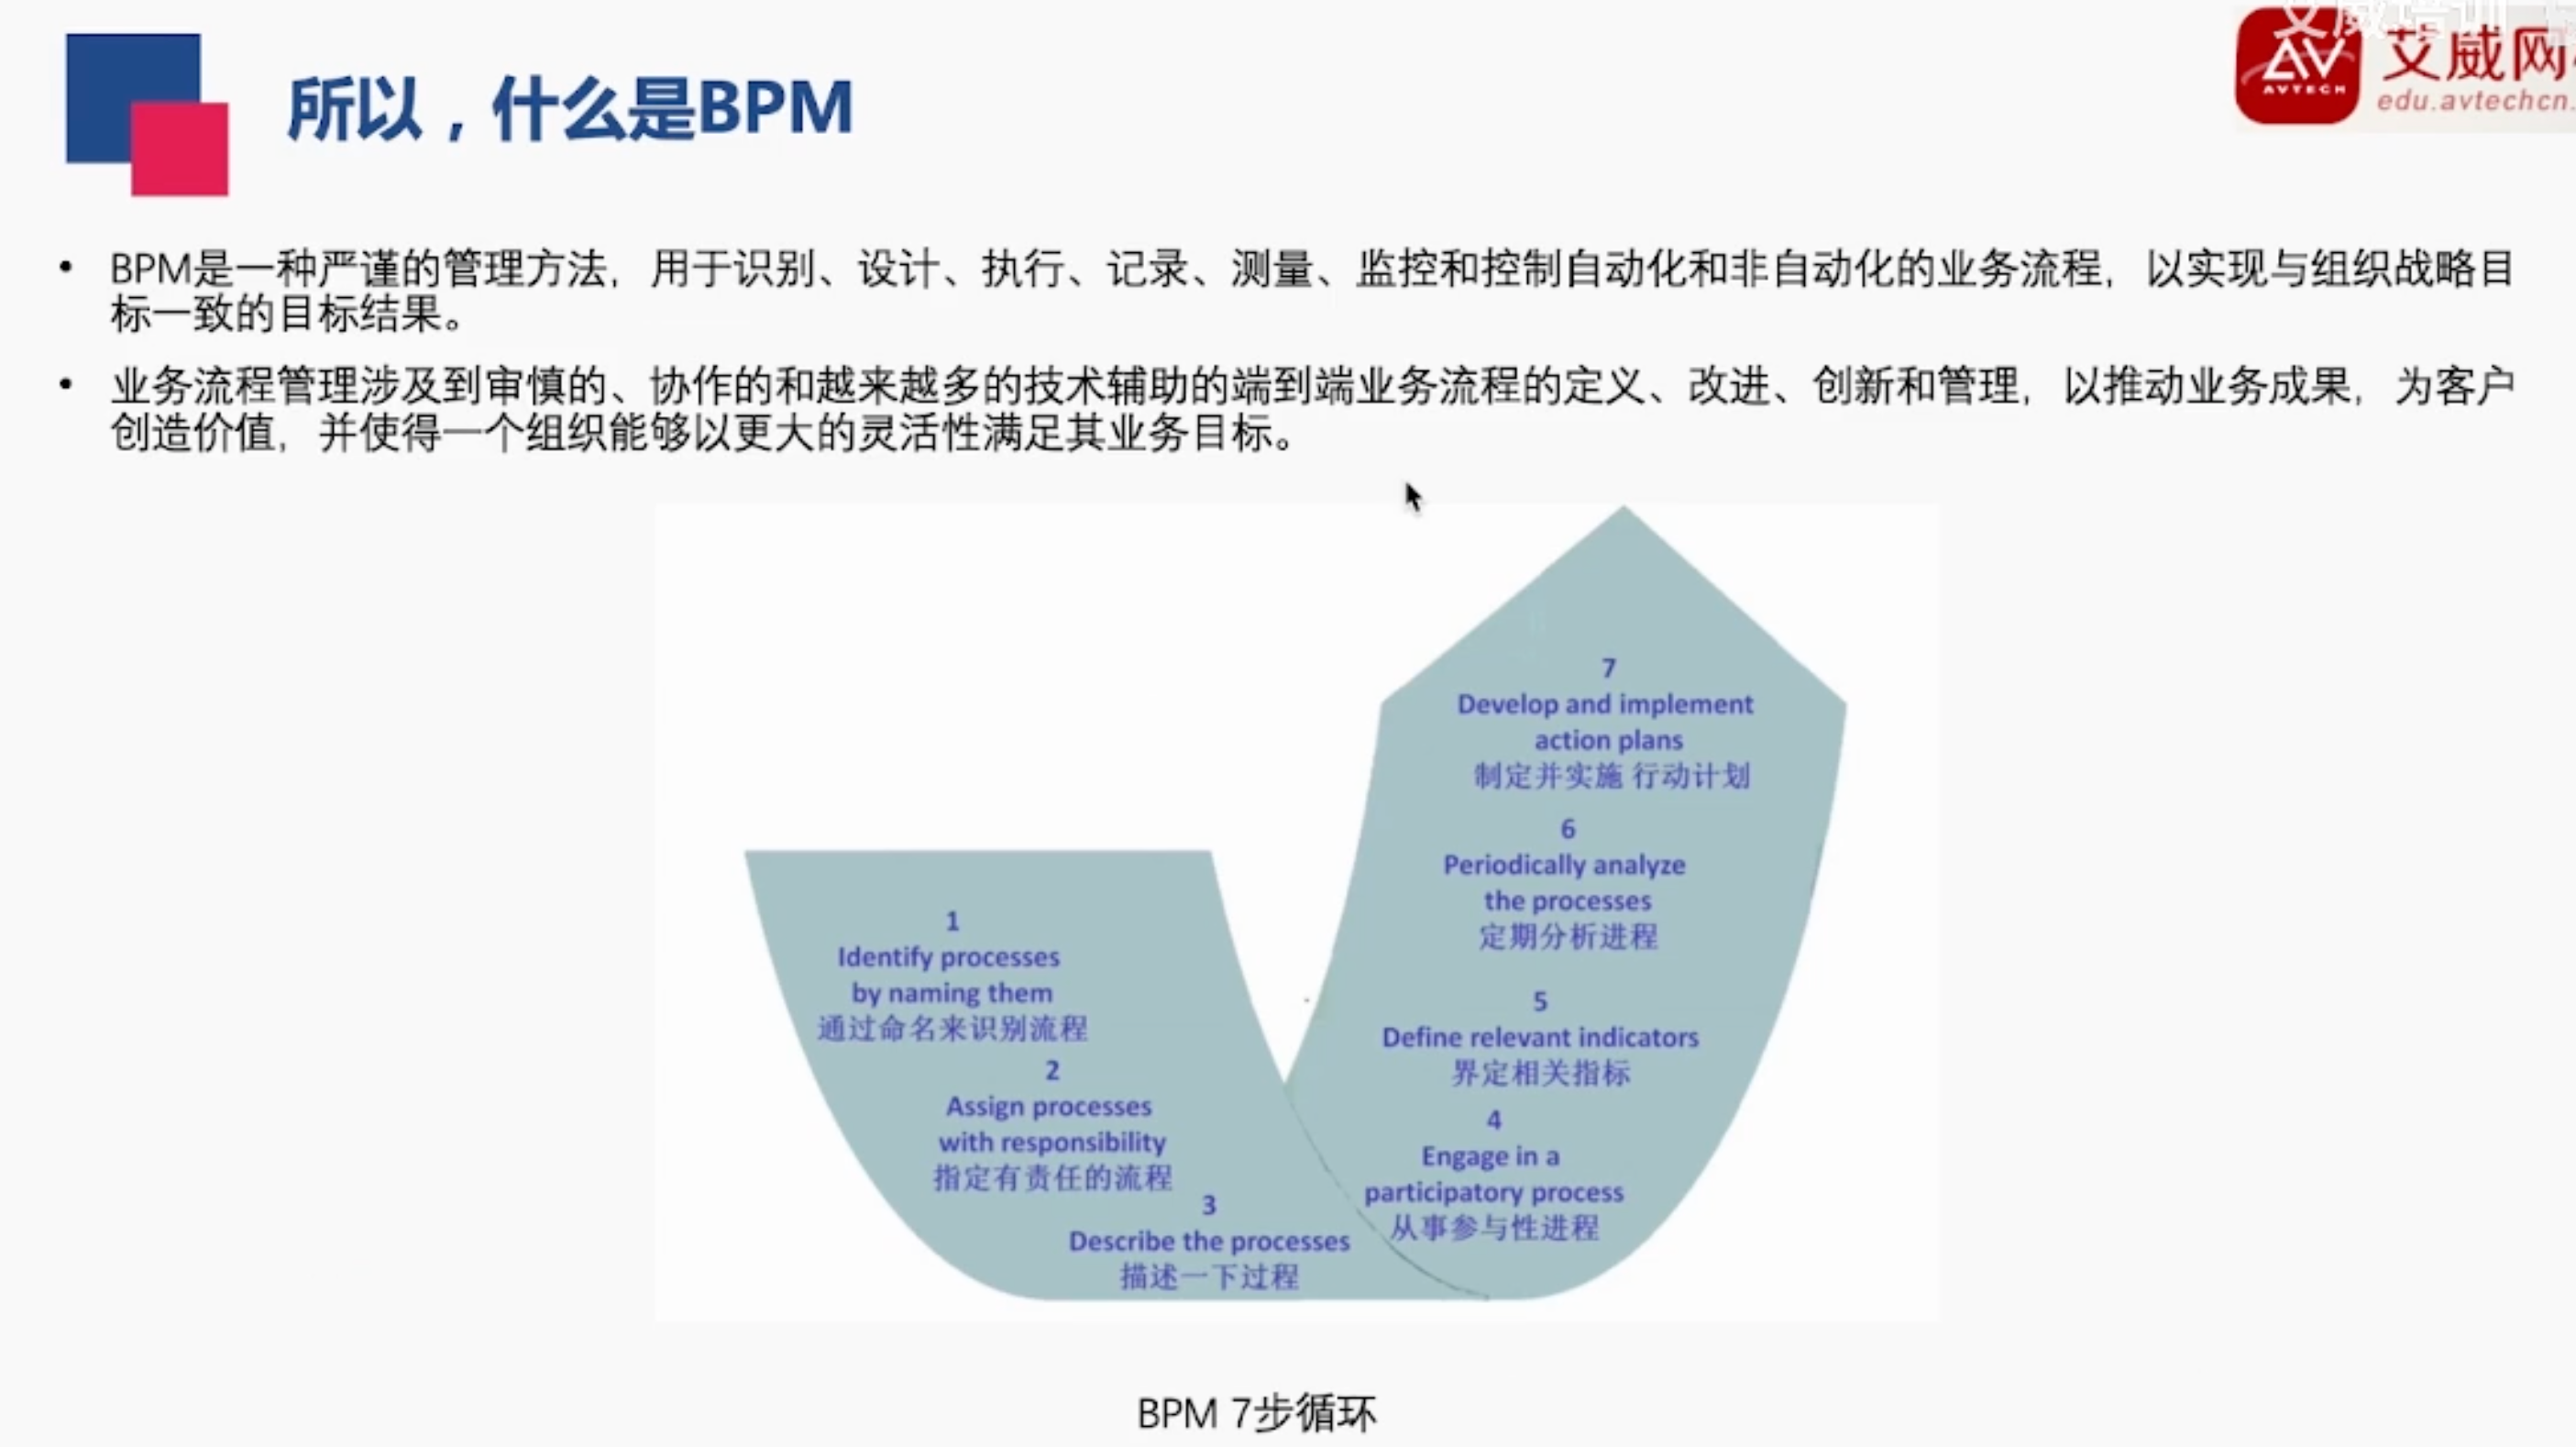 所以，什么是BPM
AVTECH
艾威网
edu.avtechcn.
• BPM是一种严谨的管理方法，用于识别、设计、执行、记录、测量、监控和控制自动化和非自动化的业务流程，以实现与组织战略目
标一致的目标结果。
• 业务流程管理涉及到审慎的、协作的和越来越多的技术辅助的端到端业务流程的定义、改进、创新和管理，以推动业务成果，为客户
创造价值，并使得一个组织能够以更大的灵活性满足其业务目标。
1
Identify processes
by naming them
通过命名来识别流程
2
Assign processes
with responsibility
指定有责任的流程
3
Describe the processes
描述一下过程
4
Engage in a
participatory process
从事参与性进程
5
Define relevant indicators
界定相关指标
6
Periodically analyze
the processes
定期分析进程
7
Develop and implement
action plans
制定并实施 行动计划
BPM 7步循环